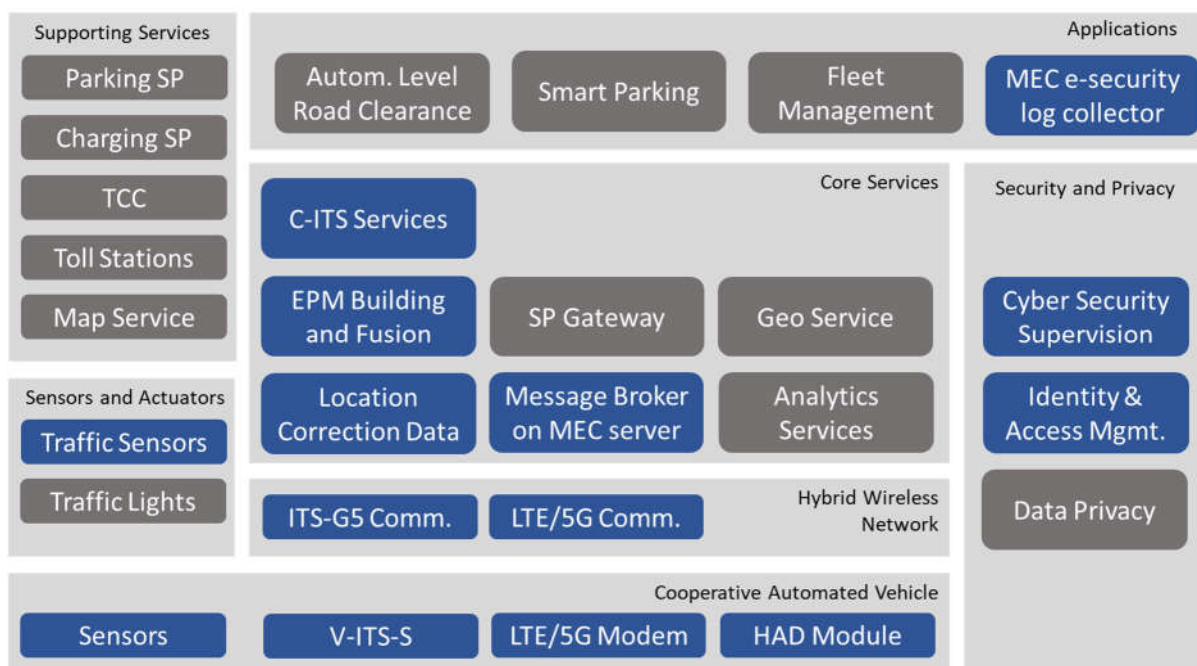 Supporting Services
Parking SP
Charging SP
TCC
Toll Stations
Map Service
Applications
Autom. Level
Road Clearance
Smart Parking
Fleet
Management
MEC e-security
log collector
Core Services
C-ITS Services
EPM Building
and Fusion
SP Gateway
Geo Service
Location
Correction Data
Message Broker
on MEC server
Analytics
Services
Security and Privacy
Cyber Security
Supervision
Identity &
Access Mgmt.
Data Privacy
Sensors and Actuators
Traffic Sensors
Traffic Lights
Hybrid Wireless
Network
ITS-G5 Comm.
LTE/5G Comm.
Cooperative Automated Vehicle
Sensors
V-ITS-S
LTE/5G Modem
HAD Module